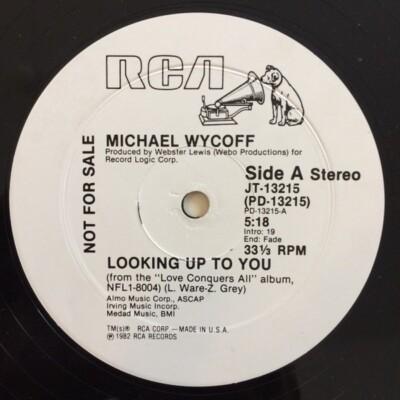 RCA
NOT FOR SALE
MICHAEL WYCOFF
Produced by Webster Lewis (Webo Productions) for
Record Logic Corp.
Side A Stereo
JT-13215
(PD-13215)
PD-13215-A
5:18
Intro: 19
End: Fade
33⅓ RPM
LOOKING UP TO YOU
(from the "Love Conquers All" album,
NFL1-8004) (L. Ware-Z. Grey)
Almo Music Corp., ASCAP
Irving Music Incorp.
Medad Music, BMI
TM(s)® RCA CORP.—MADE IN U.S.A.
℗ 1982 RCA RECORDS